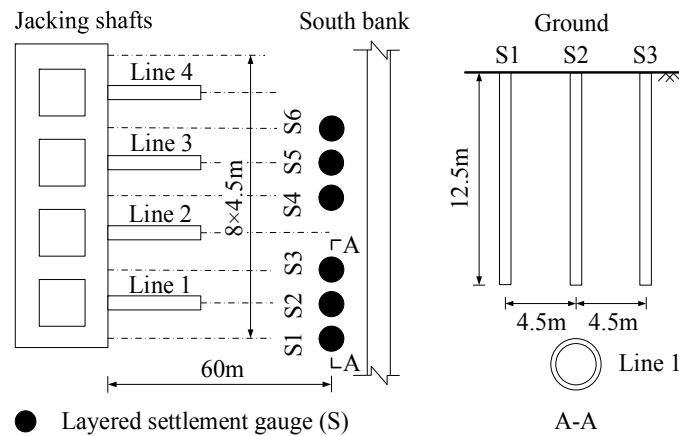 Jacking shafts
South bank
Ground
Line 4
Line 3
Line 2
Line 1
8×4.5m
S6
S5
S4
S3
S2
S1
A
A
60m
S1 S2 S3
12.5m
4.5m 4.5m
Line 1
Layered settlement gauge (S)
A-A